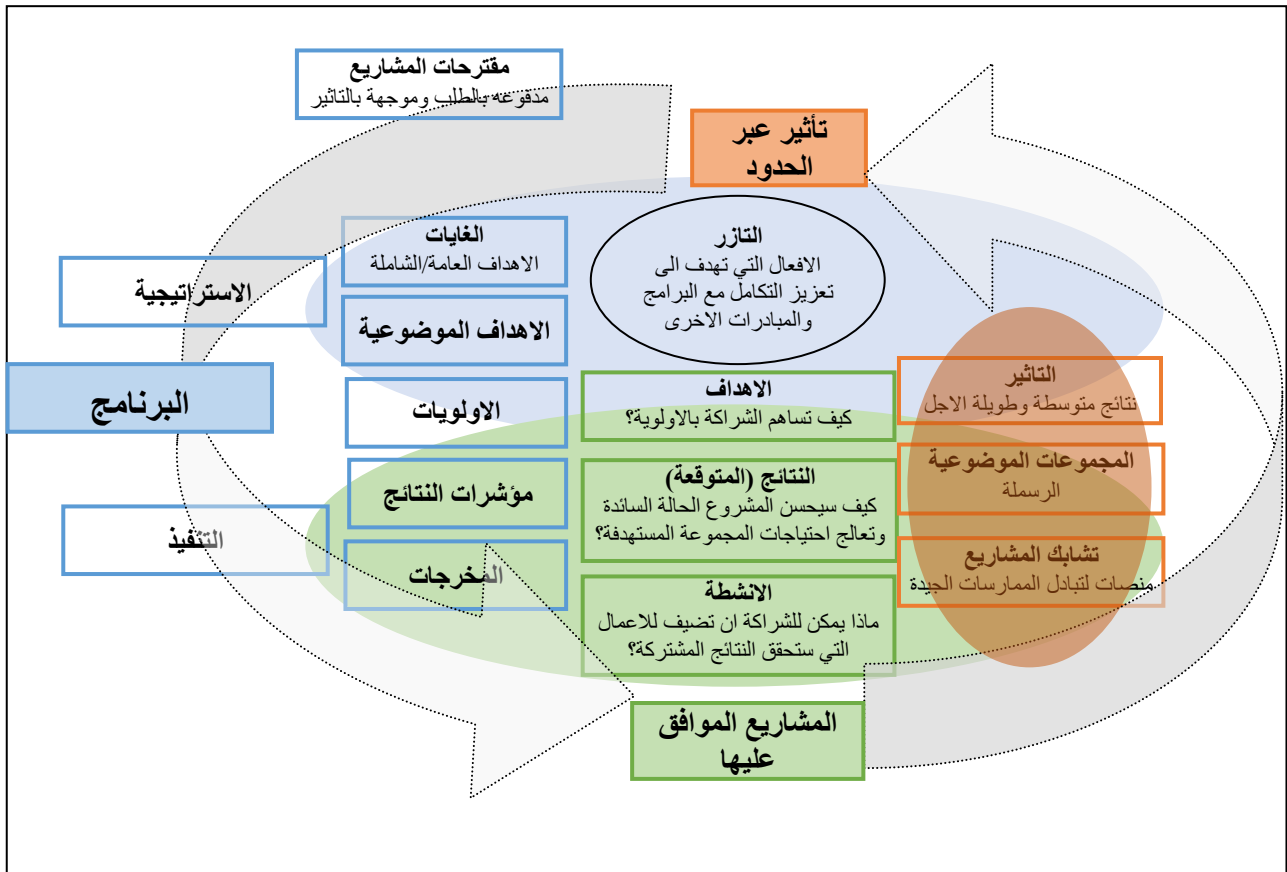 مقترحات المشاريع
مدفوعه بالطلب وموجهة بالتاثير
تأثير عبر
الحدود
الغايات
الاهداف العامة/الشاملة
التازر
الافعال التي تهدف الى
تعزيز التكامل مع البرامج
والمبادرات الاخرى
الاستراتيجية
الاهداف الموضوعية
البرنامج
الاولويات
الاهداف
كيف تساهم الشراكة بالاولوية؟
التاثير
نتائج متوسطة وطويلة الاجل
مؤشرات النتائج
النتائج (المتوقعة)
كيف سيحسن المشروع الحالة السائدة
وتعالج احتياجات المجموعة المستهدفة؟
المجموعات الموضوعية
الرسملة
التنفيذ
المخرجات
الانشطة
ماذا يمكن للشراكة ان تضيف للاعمال
التي ستحقق النتائج المشتركة؟
تشابك المشاريع
منصات لتبادل الممارسات الجيدة
المشاريع الموافق
عليها